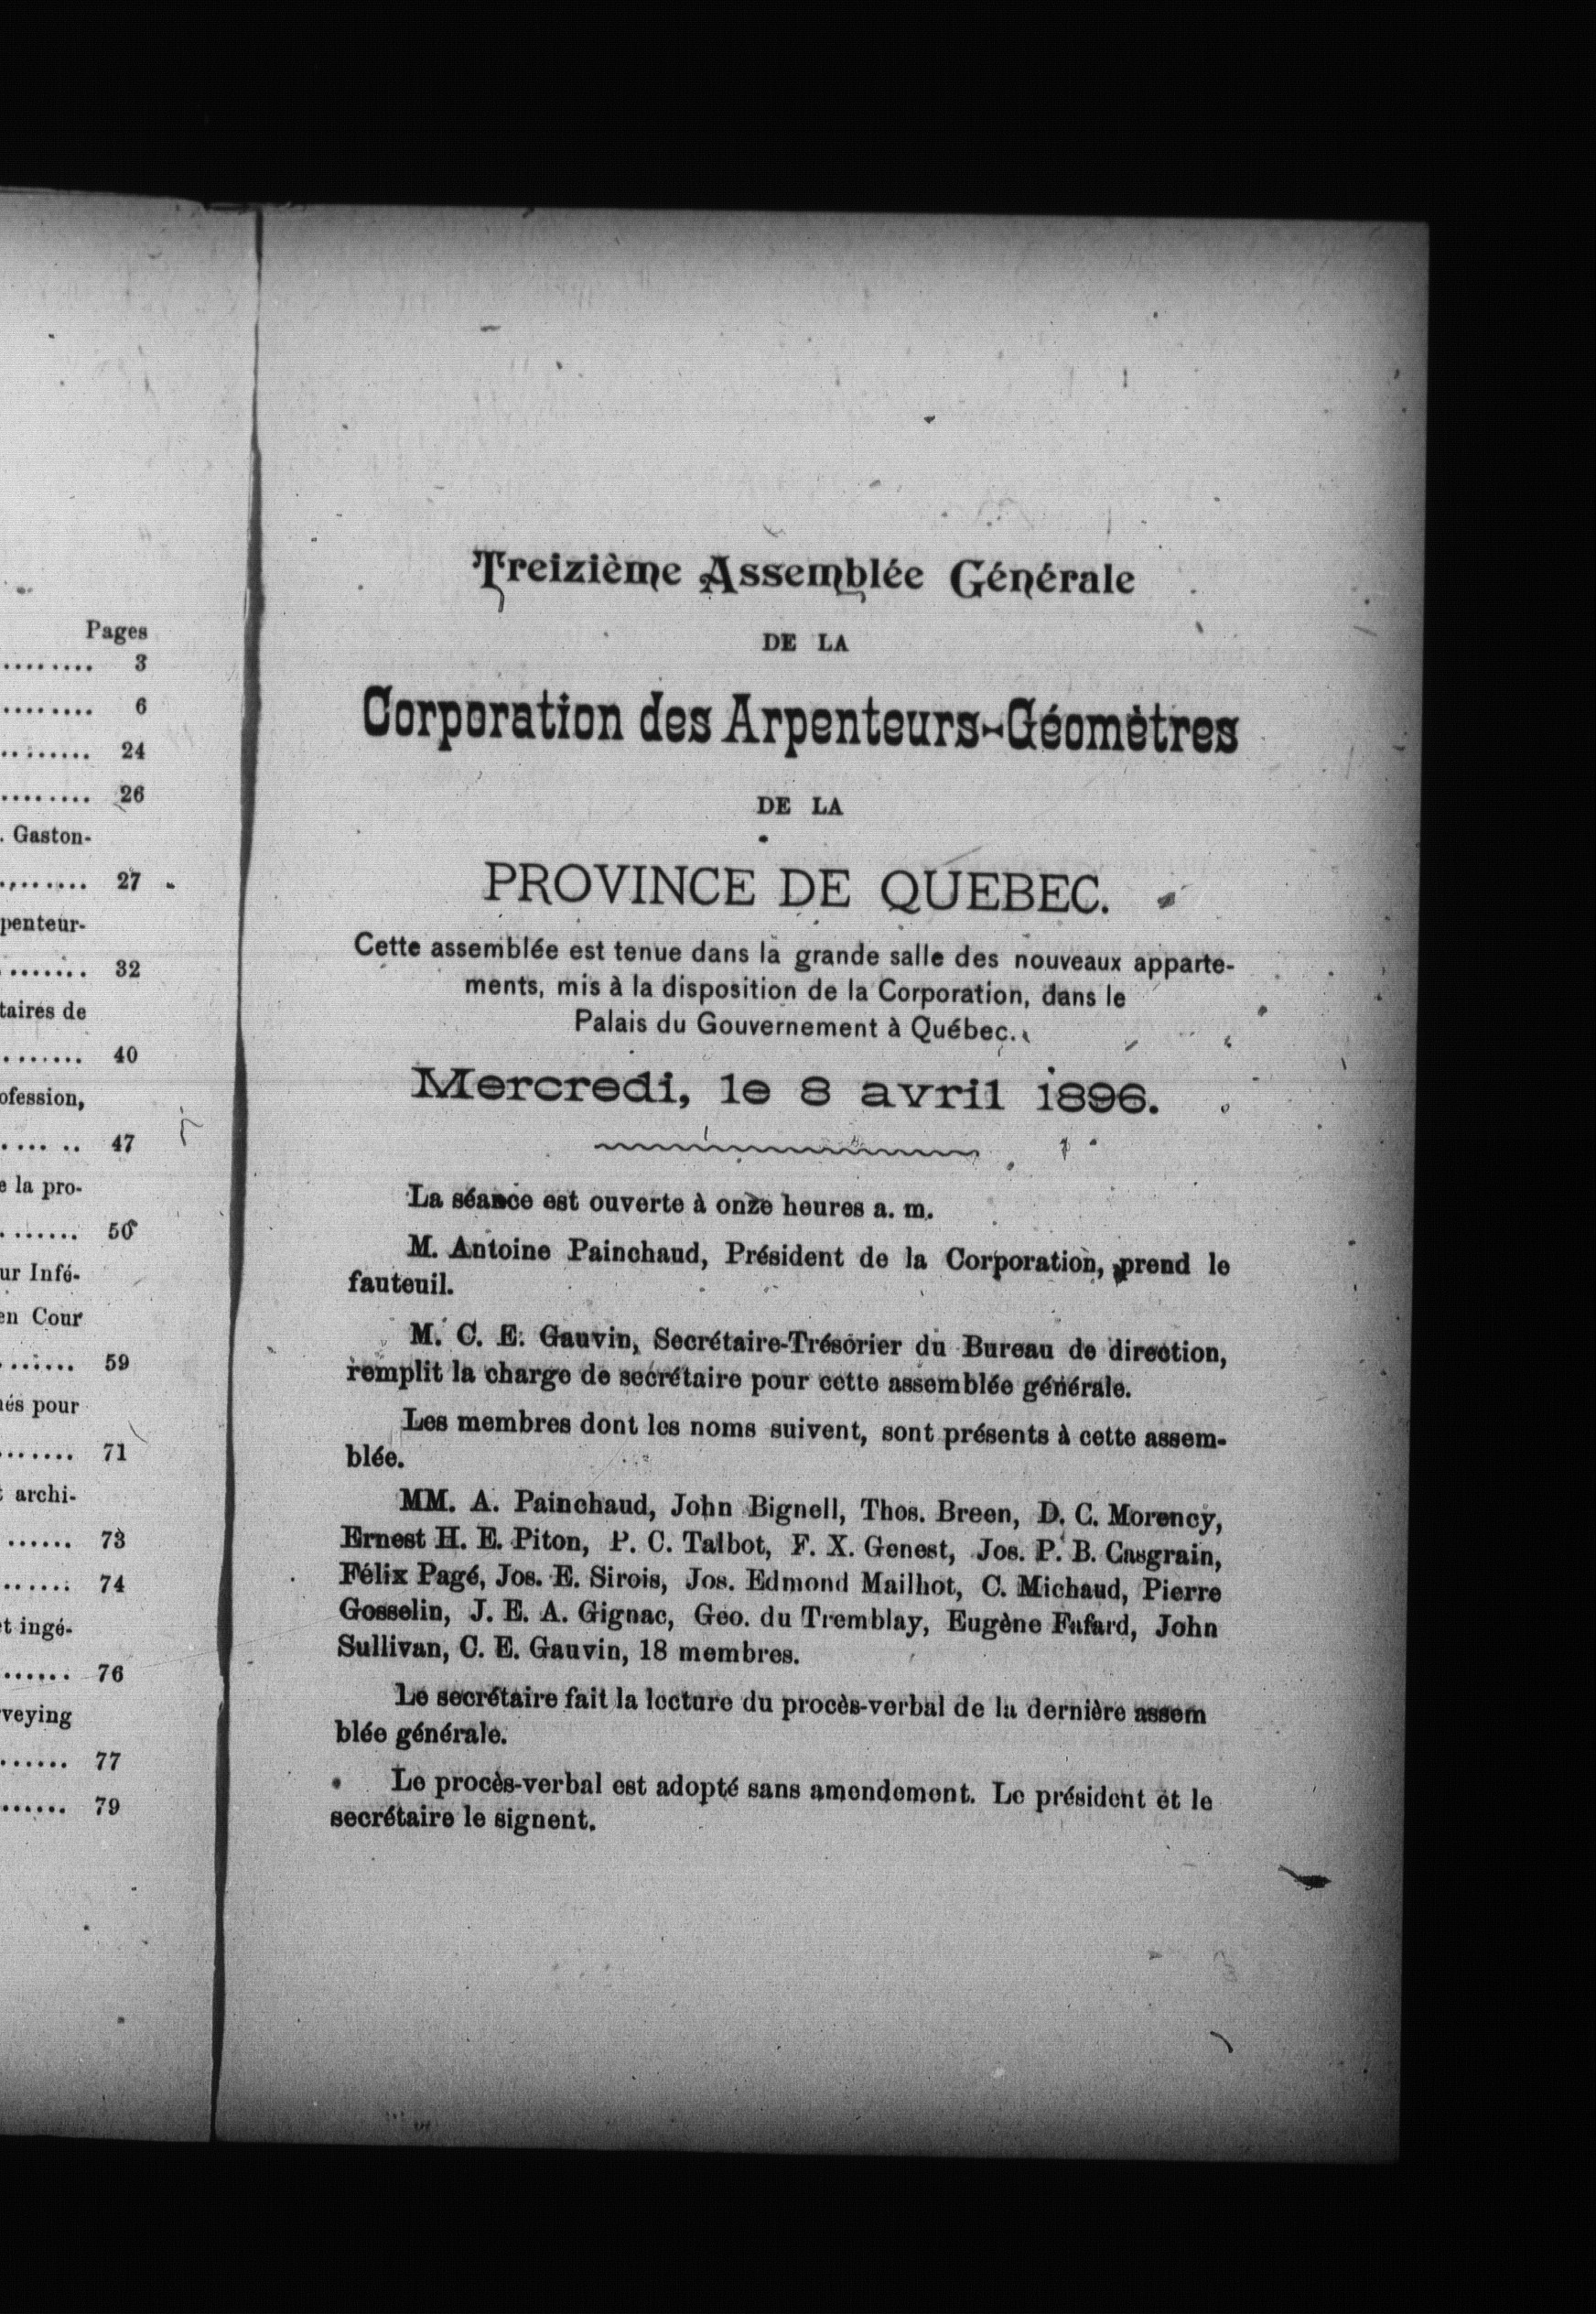 Pages
........ 3
........ 6
......... 24
........ 26
. Gaston-
........ 27
penteur-
....... 32
taires de
....... 40
ofession,
.... .. 47
e la pro-
....... 50
ur Infé-
en Cour
....... 59
nés pour
....... 71
t archi-
...... 73
...... 74
et ingé-
...... 76
veying
...... 77
...... 79
Treizième Assemblée Générale
DE LA
Corporation des Arpenteurs-Géomètres
DE LA
PROVINCE DE QUEBEC.
Cette assemblée est tenue dans la grande salle des nouveaux apparte-
ments, mis à la disposition de la Corporation, dans le
Palais du Gouvernement à Québec.
Mercredi, le 8 avril 1896.
La séance est ouverte à onze heures a. m.
M. Antoine Painchaud, Président de la Corporation, prend le
fauteuil.
M. C. E. Gauvin, Secrétaire-Trésorier du Bureau de direction,
remplit la charge de secrétaire pour cette assemblée générale.
Les membres dont les noms suivent, sont présents à cette assem-
blée.
MM. A. Painchaud, John Bignell, Thos. Breen, D. C. Morency,
Ernest H. E. Piton, P. C. Talbot, F. X. Genest, Jos. P. B. Casgrain,
Félix Pagé, Jos. E. Sirois, Jos. Edmond Mailhot, C. Michaud, Pierre
Gosselin, J. E. A. Gignac, Geo. du Tremblay, Eugène Fafard, John
Sullivan, C. E. Gauvin, 18 membres.
Le secrétaire fait la lecture du procès-verbal de la dernière assem
blée générale.
Le procès-verbal est adopté sans amendement. Le président et le
secrétaire le signent.